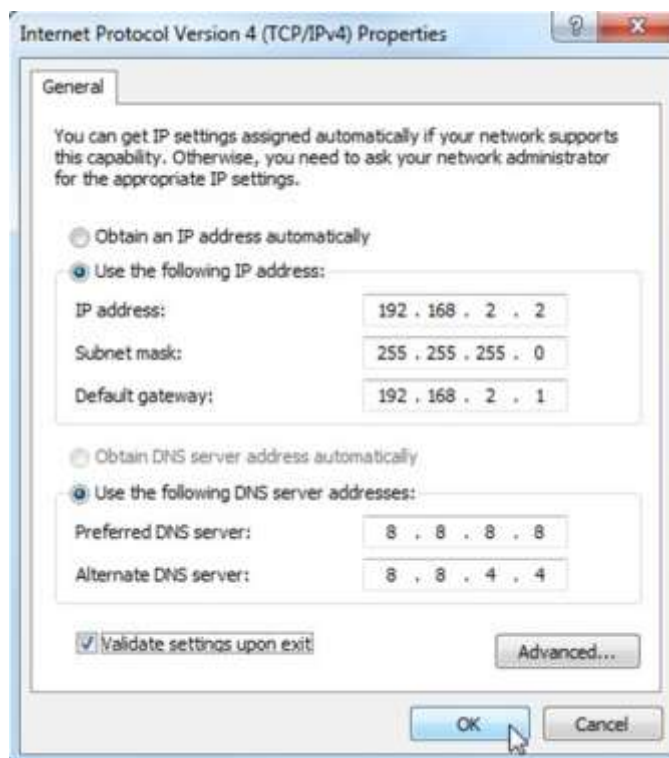 Internet Protocol Version 4 (TCP/IPv4) Properties
General
You can get IP settings assigned automatically if your network supports
this capability. Otherwise, you need to ask your network administrator
for the appropriate IP settings.
Obtain an IP address automatically
Use the following IP address:
IP address: 192 . 168 . 2 . 2
Subnet mask: 255 . 255 . 255 . 0
Default gateway: 192 . 168 . 2 . 1
Obtain DNS server address automatically
Use the following DNS server addresses:
Preferred DNS server: 8 . 8 . 8 . 8
Alternate DNS server: 8 . 8 . 4 . 4
Validate settings upon exit
Advanced...
OK Cancel